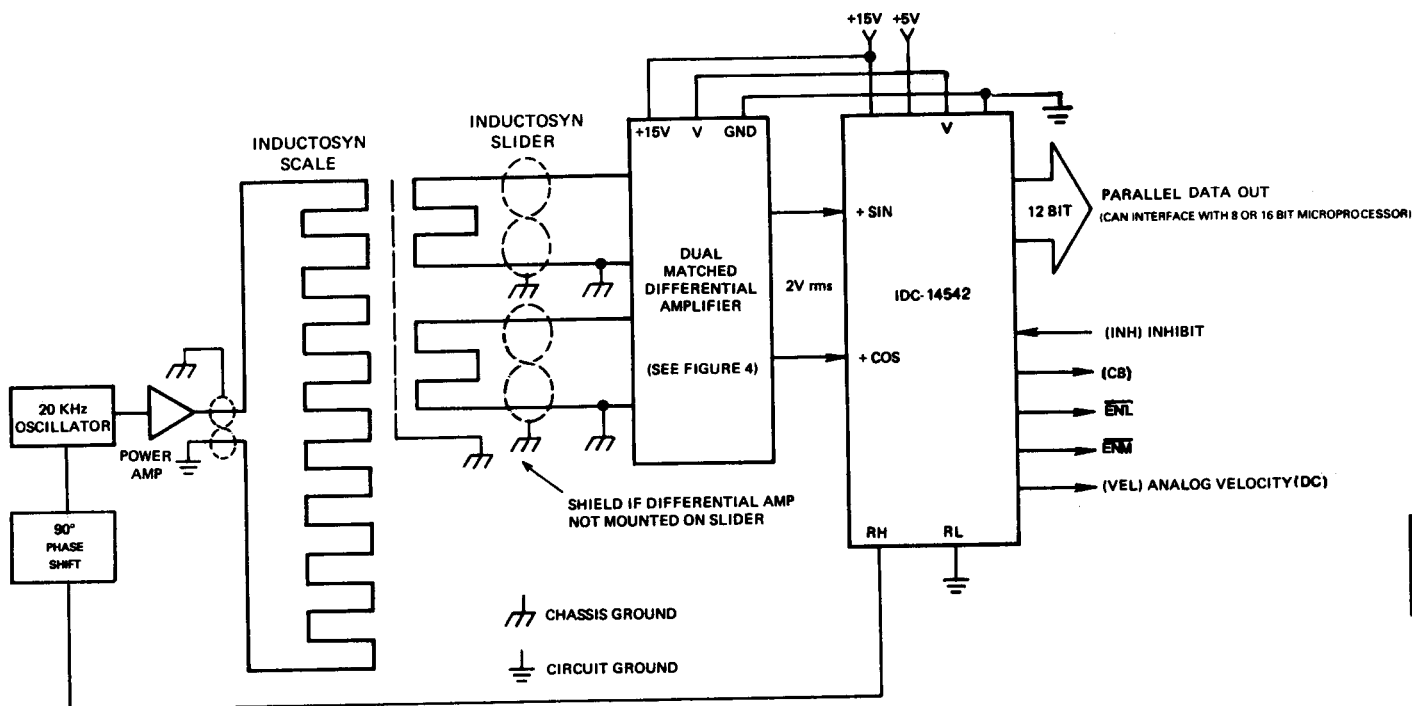 +15V +5V
INDUCTOSYN
SCALE
INDUCTOSYN
SLIDER
+15V V GND
DUAL
MATCHED
DIFFERENTIAL
AMPLIFIER
(SEE FIGURE 4)
2V rms
V
+ SIN
+ COS
IDC-14542
RH RL
12 BIT
PARALLEL DATA OUT
(CAN INTERFACE WITH 8 OR 16 BIT MICROPROCESSOR)
(INH) INHIBIT
(CB)
ENL
ENM
(VEL) ANALOG VELOCITY (DC)
20 KHz
OSCILLATOR
POWER
AMP
90°
PHASE
SHIFT
SHIELD IF DIFFERENTIAL AMP
NOT MOUNTED ON SLIDER
CHASSIS GROUND
CIRCUIT GROUND